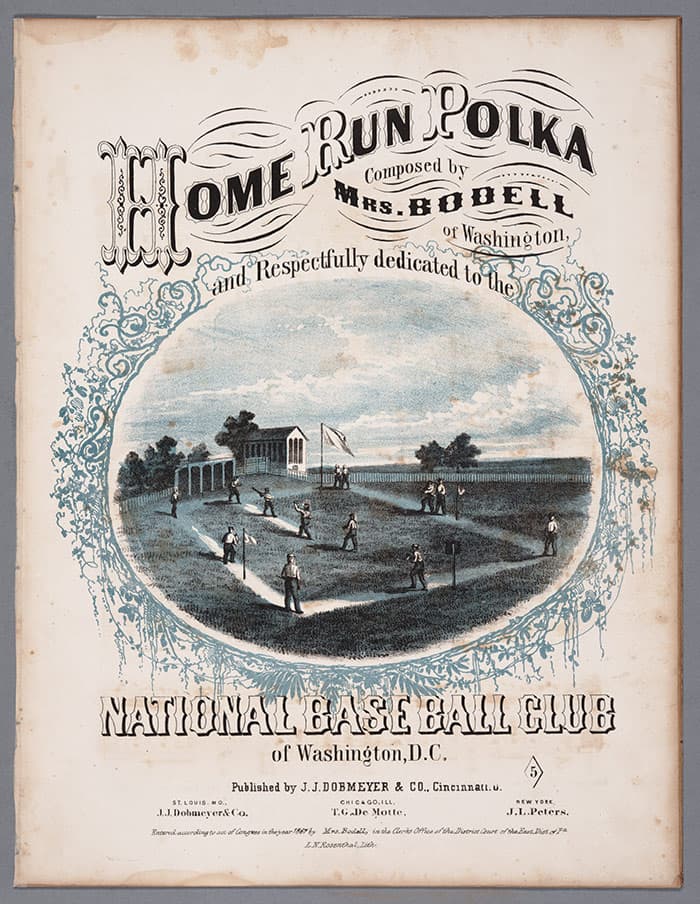 HOME RUN POLKA
Composed by
MRS. BODELL
of Washington,
and Respectfully dedicated to the
NATIONAL BASE BALL CLUB
of Washington, D.C.
5
Published by J. J. DOBMEYER & CO., Cincinnati. O.
ST. LOUIS, MO., CHICAGO, ILL, NEW YORK,
J. J. Dobmeyer & Co. T. G. De Motte, J. L. Peters.
Entered according to act of Congress in the year 1867 by Mrs. Bodell, in the Clerks Office of the District Court of the East. Dist. of Pa
L. N. Rosenthal, Lith.